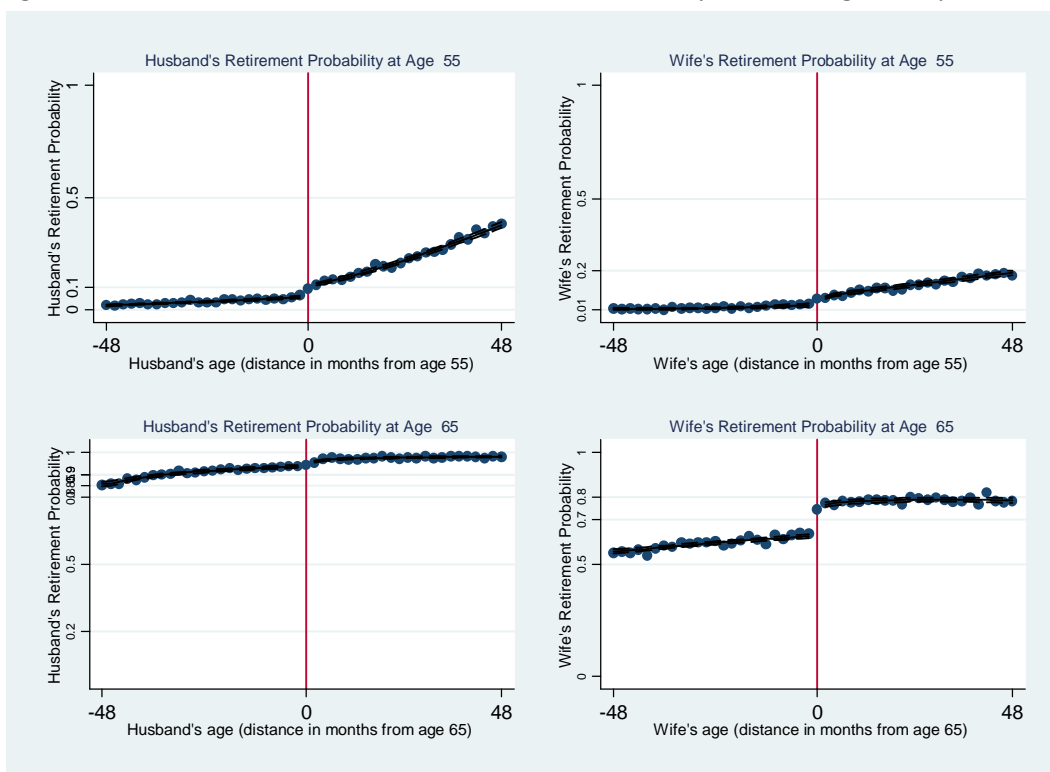 Husband's Retirement Probability at Age 55
Husband's Retirement Probability
1
0.5
0.1
0
-48
0
48
Husband's age (distance in months from age 55)
Wife's Retirement Probability at Age 55
Wife's Retirement Probability
1
0.5
0.2
0.01
-48
0
48
Wife's age (distance in months from age 55)
Husband's Retirement Probability at Age 65
Husband's Retirement Probability
1
0.5
0.2
-48
0
48
Husband's age (distance in months from age 65)
Wife's Retirement Probability at Age 65
Wife's Retirement Probability
1
0.8
0.7
0.5
0
-48
0
48
Wife's age (distance in months from age 65)